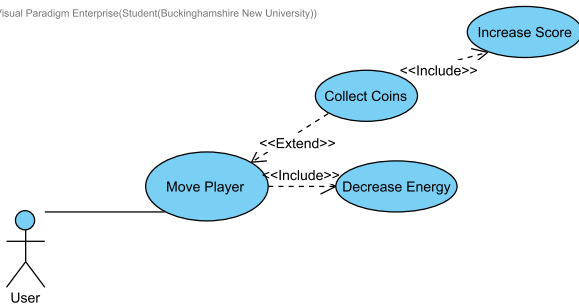 Visual Paradigm Enterprise(Student(Buckinghamshire New University))
Increase Score
<<Include>>
Collect Coins
<<Extend>>
<<Include>>
Move Player
Decrease Energy
User